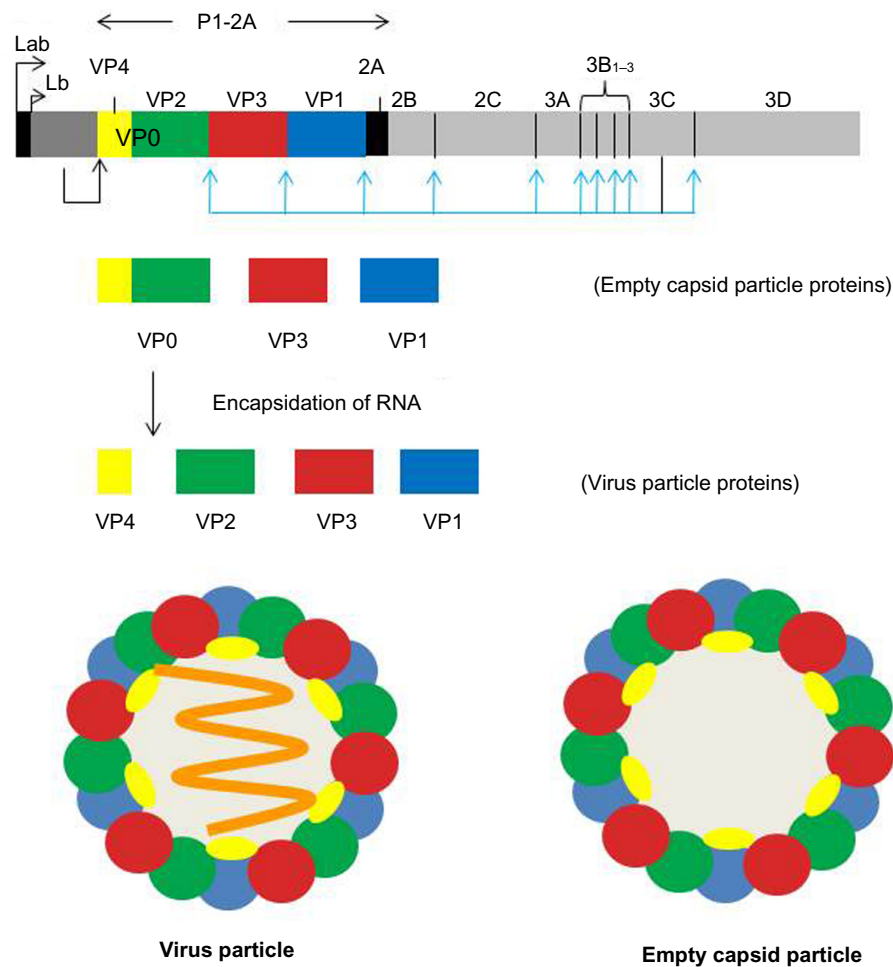 P1-2A
Lab
VP4
2A
3B1–3
Lb
VP2
VP3
VP1
2B
2C
3A
3C
3D
VP0
(Empty capsid particle proteins)
VP0
VP3
VP1
Encapsidation of RNA
(Virus particle proteins)
VP4
VP2
VP3
VP1
Virus particle
Empty capsid particle